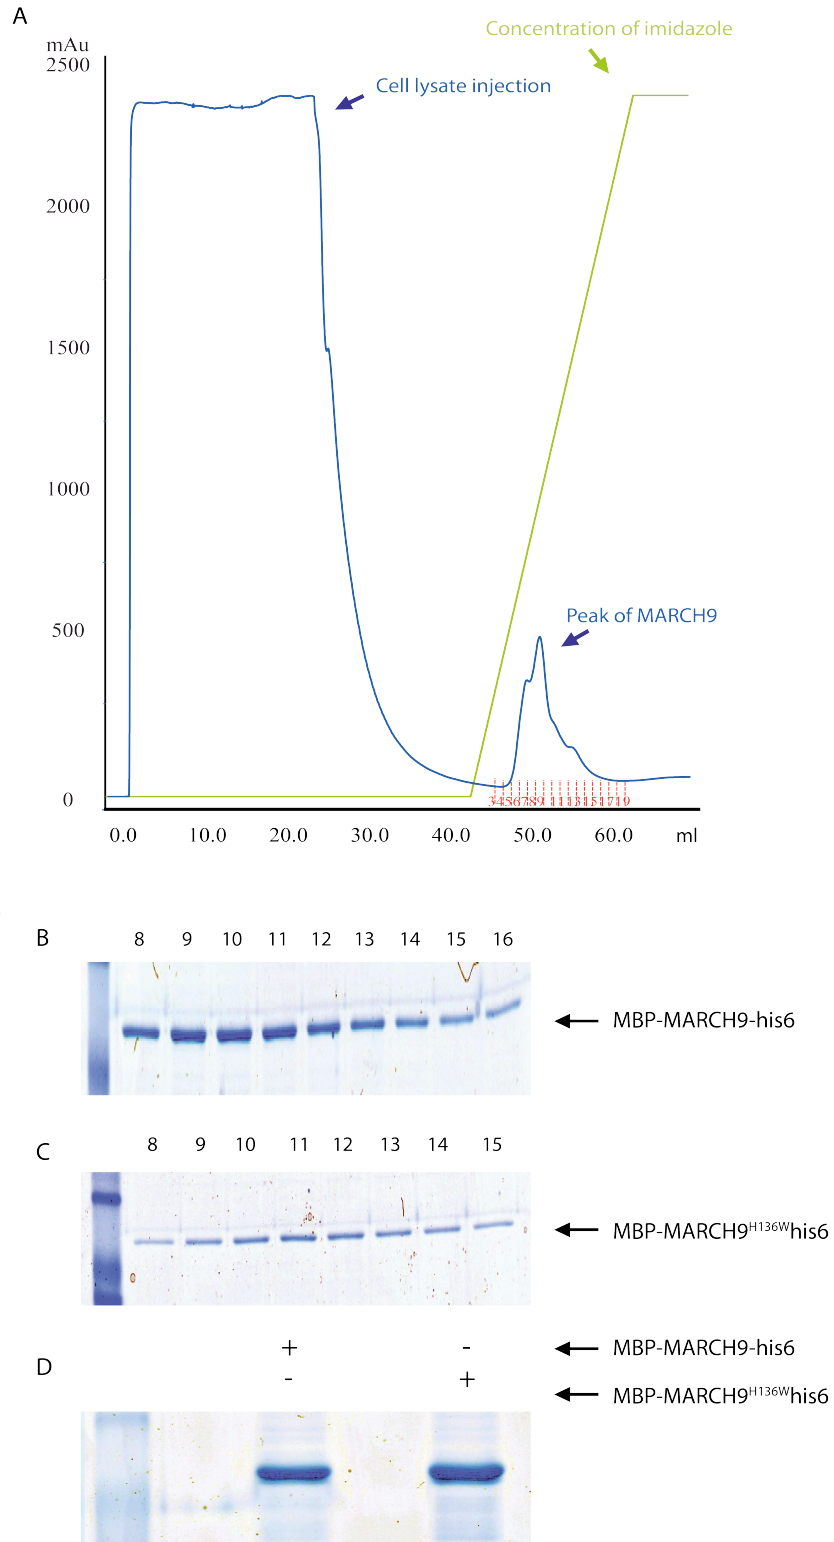 A
Concentration of imidazole
mAu
2500
Cell lysate injection
2000
1500
1000
500
Peak of MARCH9
0
0.0 10.0 20.0 30.0 40.0 50.0 60.0 ml
B
8 9 10 11 12 13 14 15 16
MBP-MARCH9-his6
C
8 9 10 11 12 13 14 15
MBP-MARCH9H136Whis6
D
+ - MBP-MARCH9-his6
- + MBP-MARCH9H136Whis6